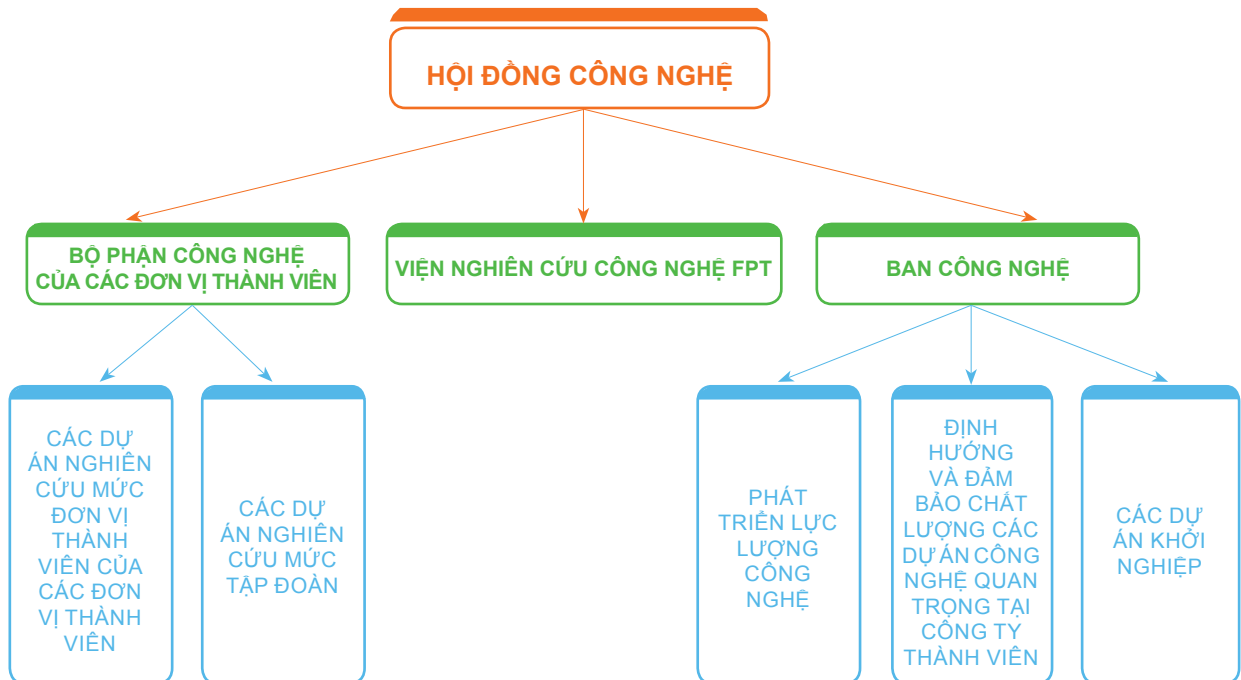 HỘI ĐỒNG CÔNG NGHỆ
BỘ PHẬN CÔNG NGHỆ
CỦA CÁC ĐƠN VỊ THÀNH VIÊN
VIỆN NGHIÊN CỨU CÔNG NGHỆ FPT
BAN CÔNG NGHỆ
CÁC DỰ
ÁN NGHIÊN
CỨU MỨC
ĐƠN VỊ
THÀNH
VIÊN CỦA
CÁC ĐƠN
VỊ THÀNH
VIÊN
CÁC DỰ
ÁN NGHIÊN
CỨU MỨC
TẬP ĐOÀN
PHÁT
TRIỂN LỰC
LƯỢNG
CÔNG
NGHỆ
ĐỊNH
HƯỚNG
VÀ ĐẢM
BẢO CHẤT
LƯỢNG CÁC
DỰ ÁN CÔNG
NGHỆ QUAN
TRỌNG TẠI
CÔNG TY
THÀNH VIÊN
CÁC DỰ
ÁN KHỞI
NGHIỆP